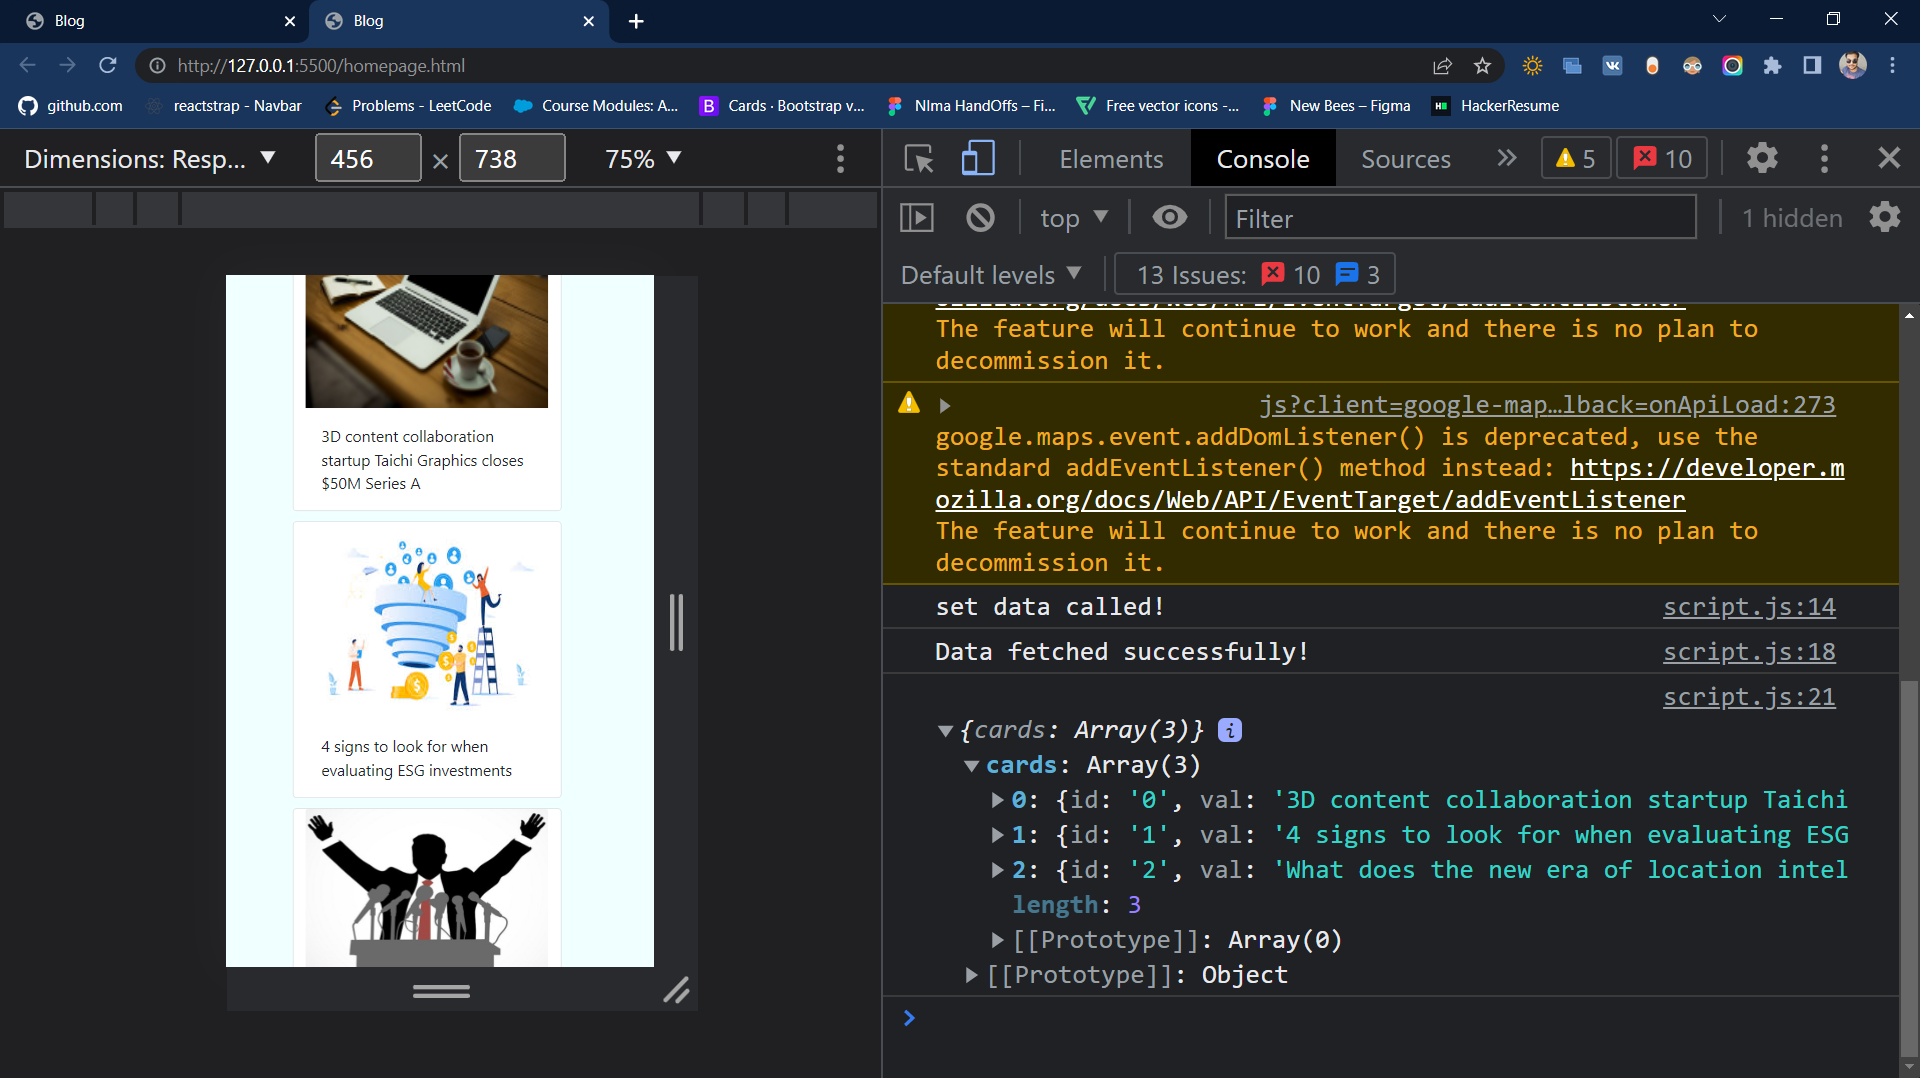 Blog
Blog
http://127.0.0.1:5500/homepage.html
github.com
reactstrap - Navbar
Problems - LeetCode
Course Modules: A...
Cards · Bootstrap v...
NIma HandOffs – Fi...
Free vector icons -...
New Bees – Figma
HackerResume
Dimensions: Resp...
456 × 738
75%
Elements
Console
Sources
5
10
top
Filter
1 hidden
Default levels
13 Issues: 10 3
3D content collaboration
startup Taichi Graphics closes
$50M Series A
4 signs to look for when
evaluating ESG investments
ozilla.org/docs/Web/API/EventTarget/addEventListener
The feature will continue to work and there is no plan to
decommission it.
js?client=google-map…lback=onApiLoad:273
google.maps.event.addDomListener() is deprecated, use the
standard addEventListener() method instead: https://developer.m
ozilla.org/docs/Web/API/EventTarget/addEventListener
The feature will continue to work and there is no plan to
decommission it.
set data called! script.js:14
Data fetched successfully! script.js:18
script.js:21
{cards: Array(3)} i
cards: Array(3)
0: {id: '0', val: '3D content collaboration startup Taichi
1: {id: '1', val: '4 signs to look for when evaluating ESG
2: {id: '2', val: 'What does the new era of location intel
length: 3
[[Prototype]]: Array(0)
[[Prototype]]: Object